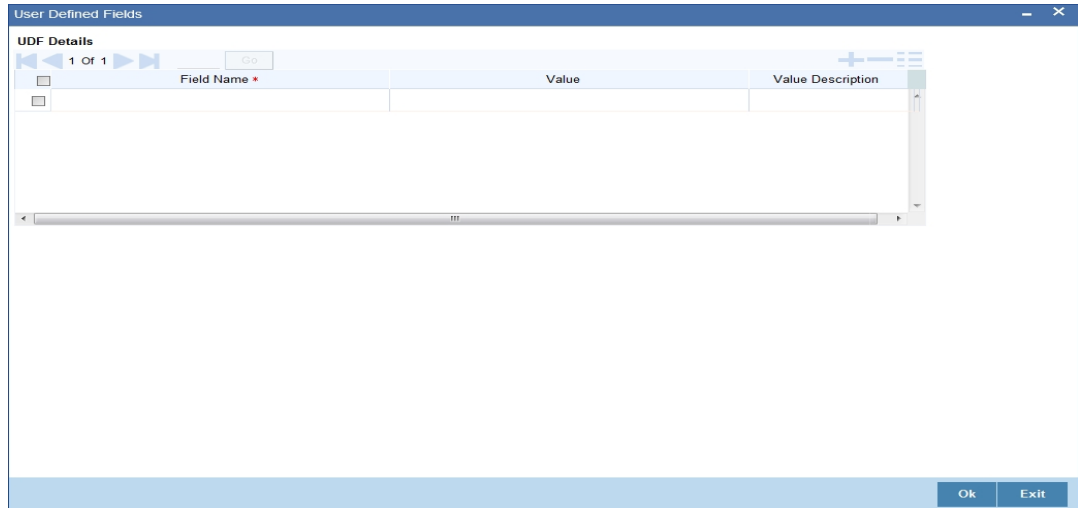 User Defined Fields
UDF Details
1 Of 1 Go
Field Name * Value Value Description
Ok Exit